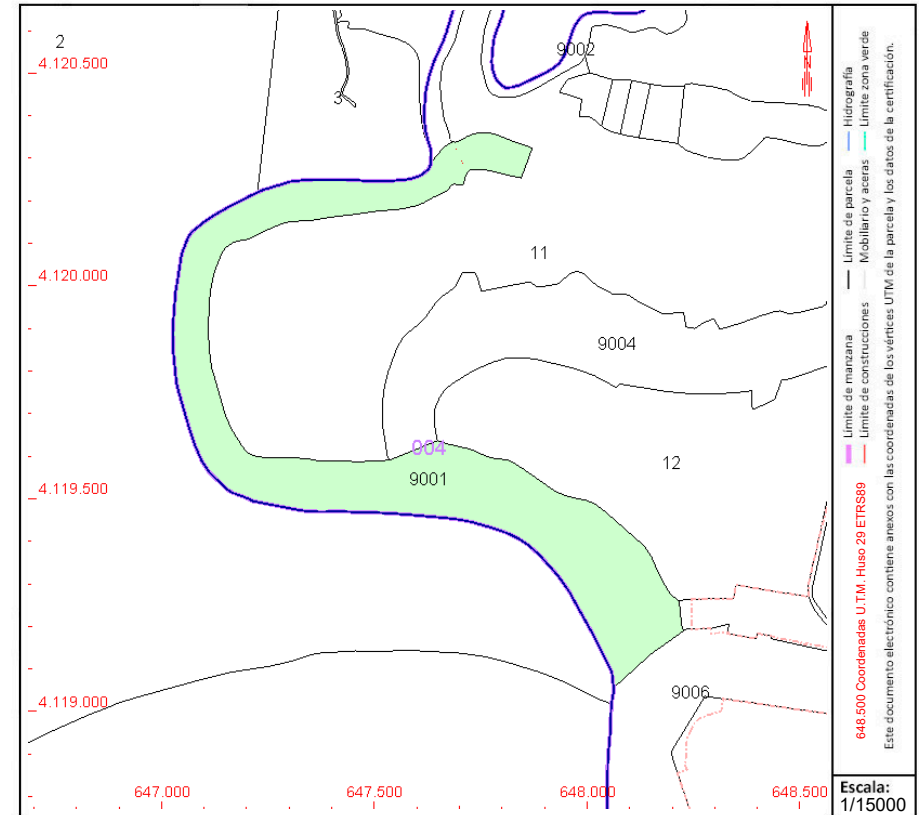 2
9002
4.120.500
3
N
11
4.120.000
9004
004
12
9001
4.119.500
9006
4.119.000
647.000
647.500
648.000
648.500
Límite de manzana
Límite de parcela
Hidrografía
Límite de construcciones
Mobiliario y aceras
Límite zona verde
648.500 Coordenadas U.T.M. Huso 29 ETRS89
Este documento electrónico contiene anexos con las coordenadas de los vértices UTM de la parcela y los datos de la certificación.
Escala:
1/15000